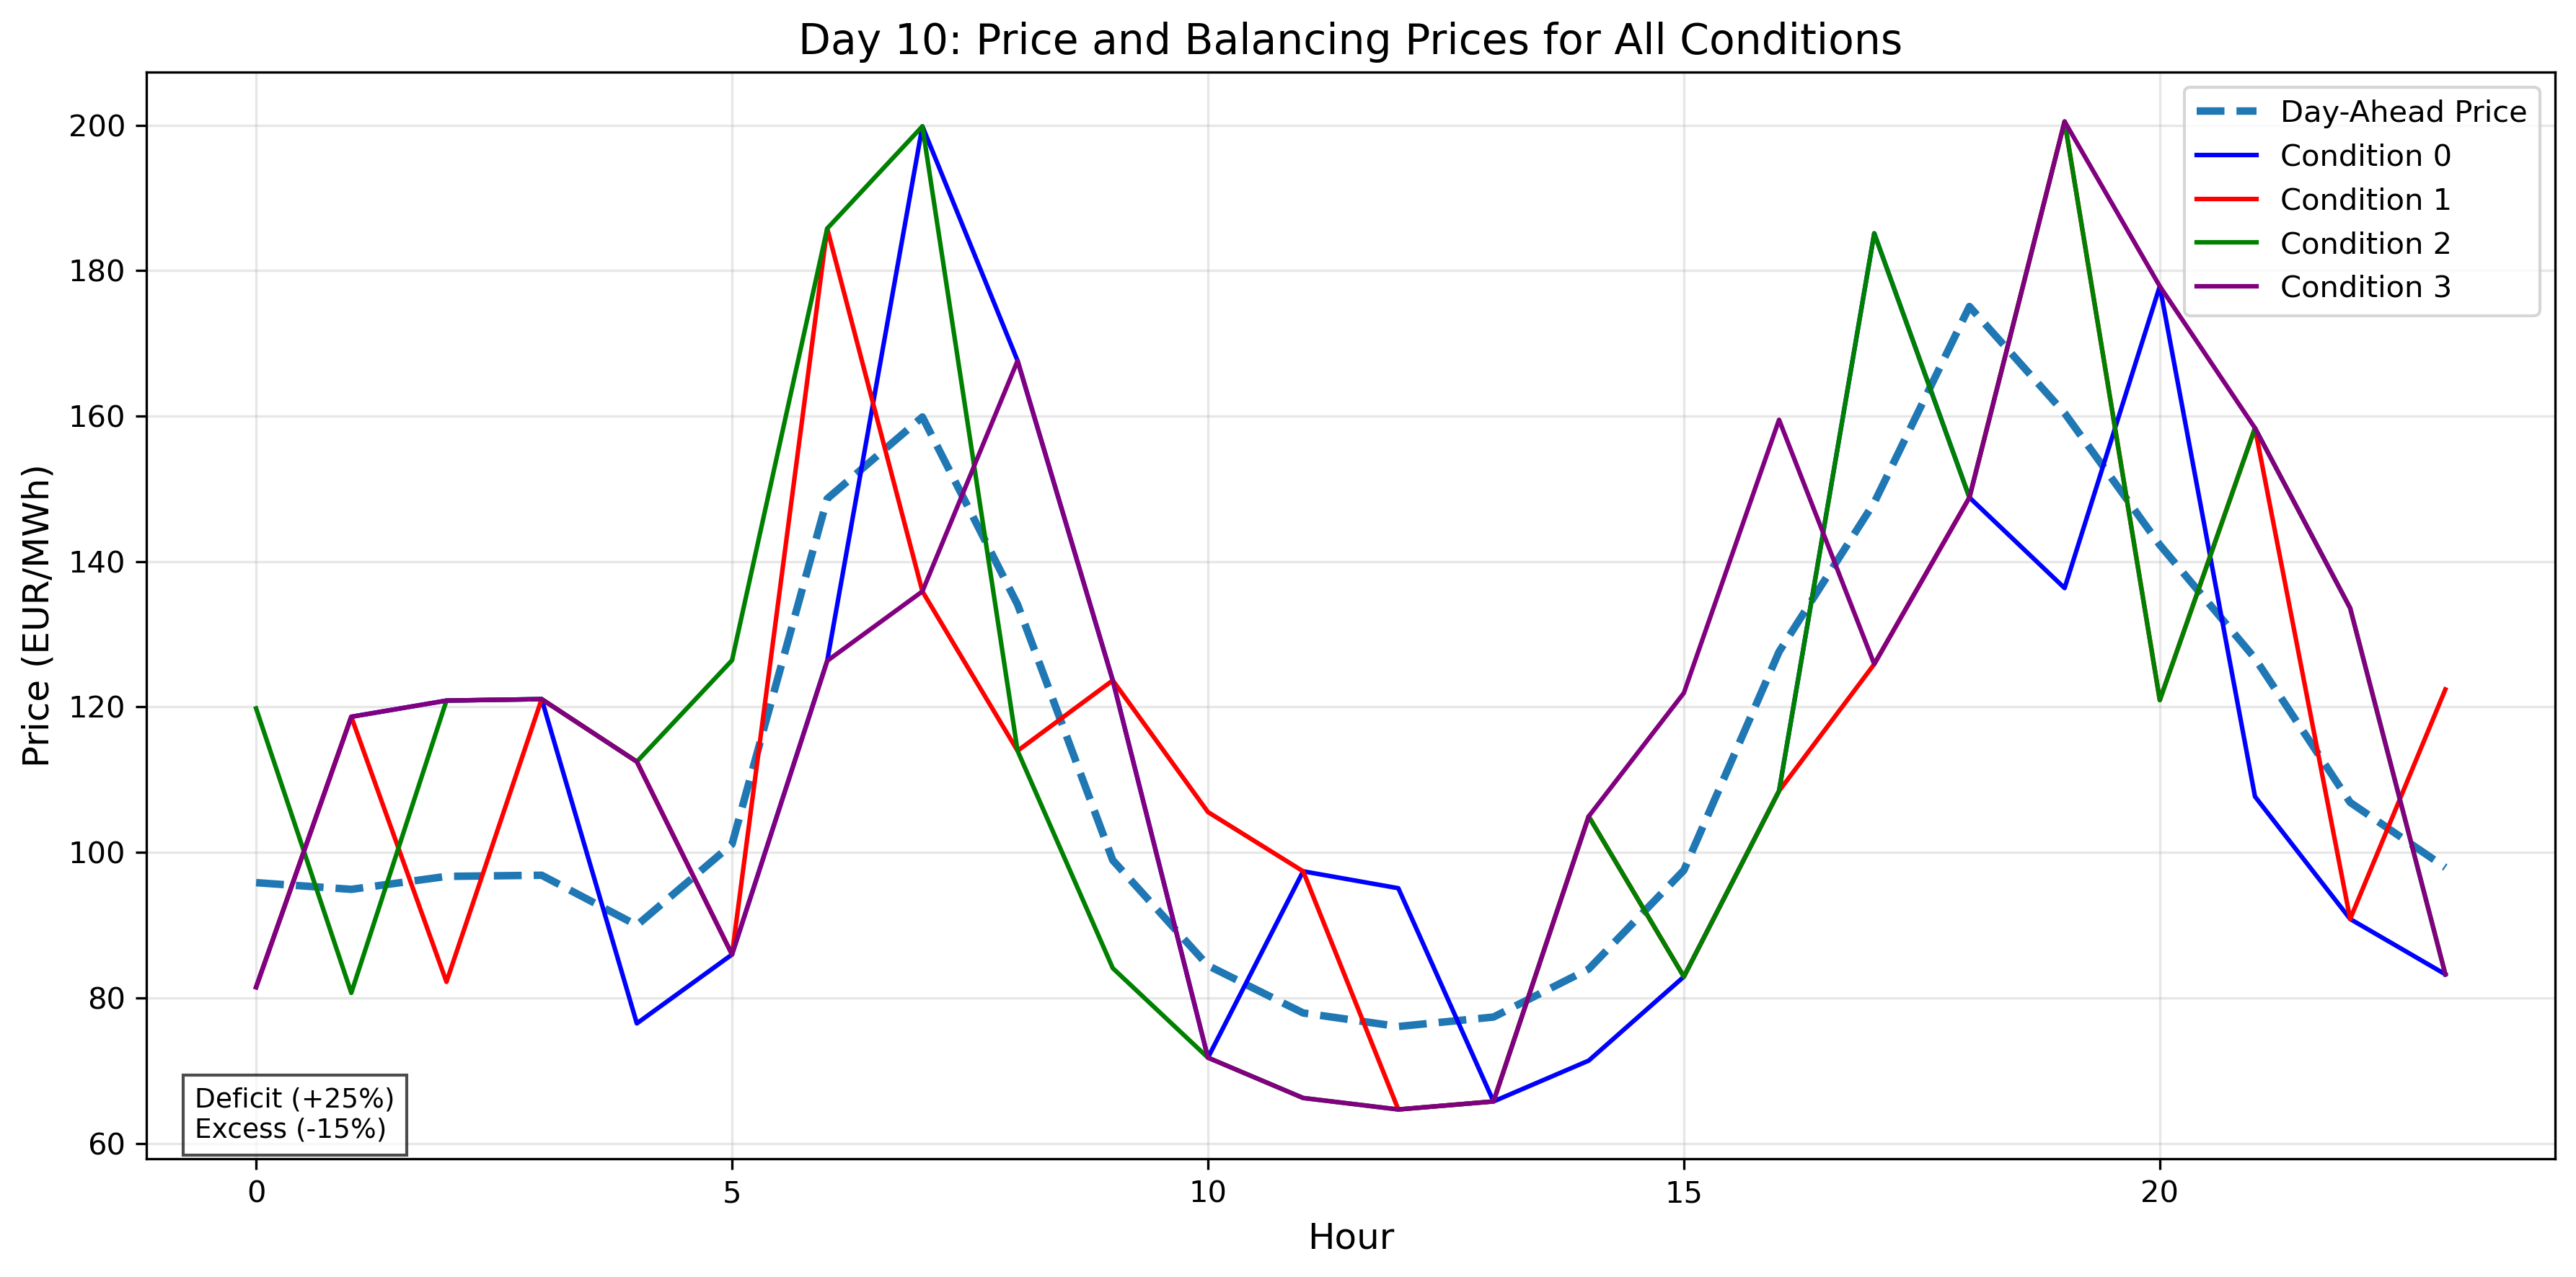 Day 10: Price and Balancing Prices for All Conditions
Price (EUR/MWh)
200
180
160
140
120
100
80
60
Day-Ahead Price
Condition 0
Condition 1
Condition 2
Condition 3
Deficit (+25%)
Excess (-15%)
0 5 10 15 20
Hour